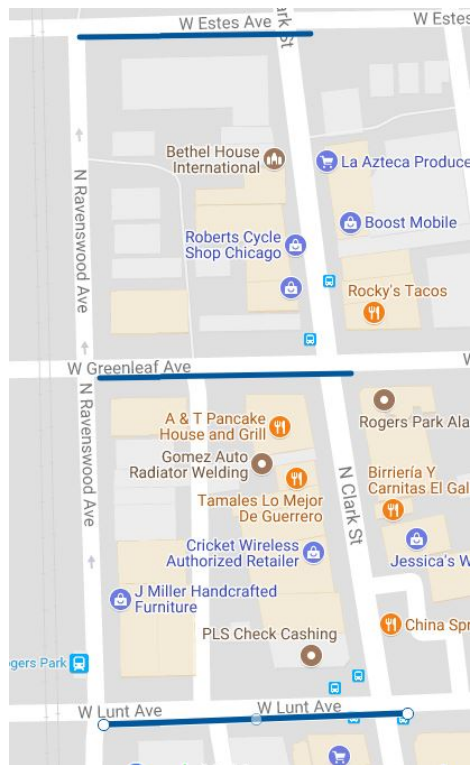 W Estes Ave
ark St
W Estes
N Ravenswood Ave
Bethel House
International
La Azteca Produce
Boost Mobile
Roberts Cycle
Shop Chicago
Rocky's Tacos
W Greenleaf Ave
W
N Ravenswood Ave
A & T Pancake
House and Grill
Rogers Park Ala
Gomez Auto
Radiator Welding
Tamales Lo Mejor
De Guerrero
N Clark St
Birriería Y
Carnitas El Gal
Cricket Wireless
Authorized Retailer
Jessica's W
J Miller Handcrafted
Furniture
PLS Check Cashing
China Spr
gers Park
W Lunt Ave
W Lunt Ave